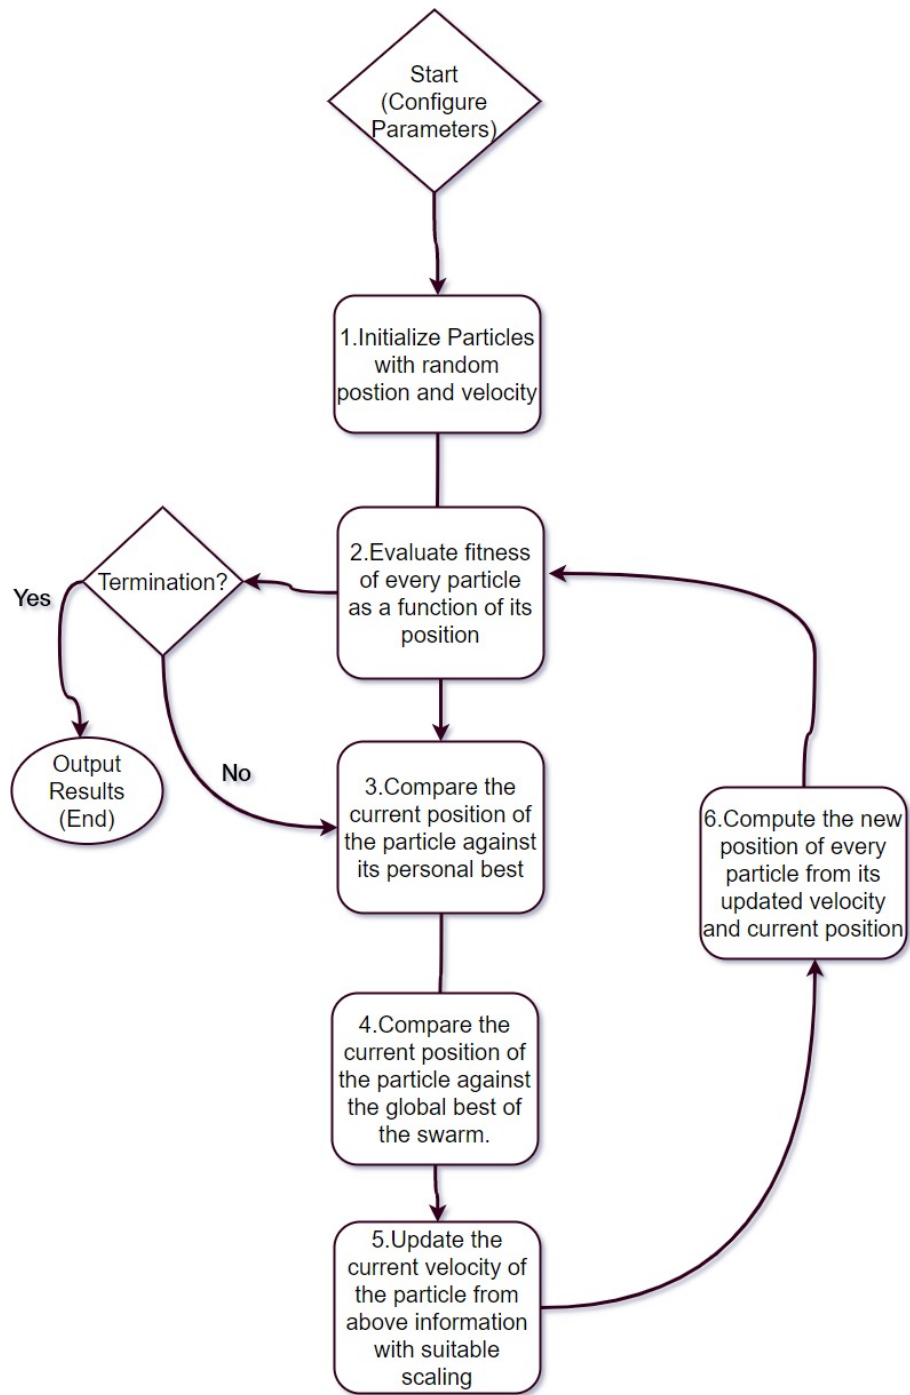 Start
(Configure
Parameters)
1.Initialize Particles
with random
postion and velocity
2.Evaluate fitness
of every particle
as a function of its
position
Termination?
Yes
Output
Results
(End)
No
3.Compare the
current position of
the particle against
its personal best
4.Compare the
current position of
the particle against
the global best of
the swarm.
5.Update the
current velocity of
the particle from
above information
with suitable
scaling
6.Compute the new
position of every
particle from its
updated velocity
and current position